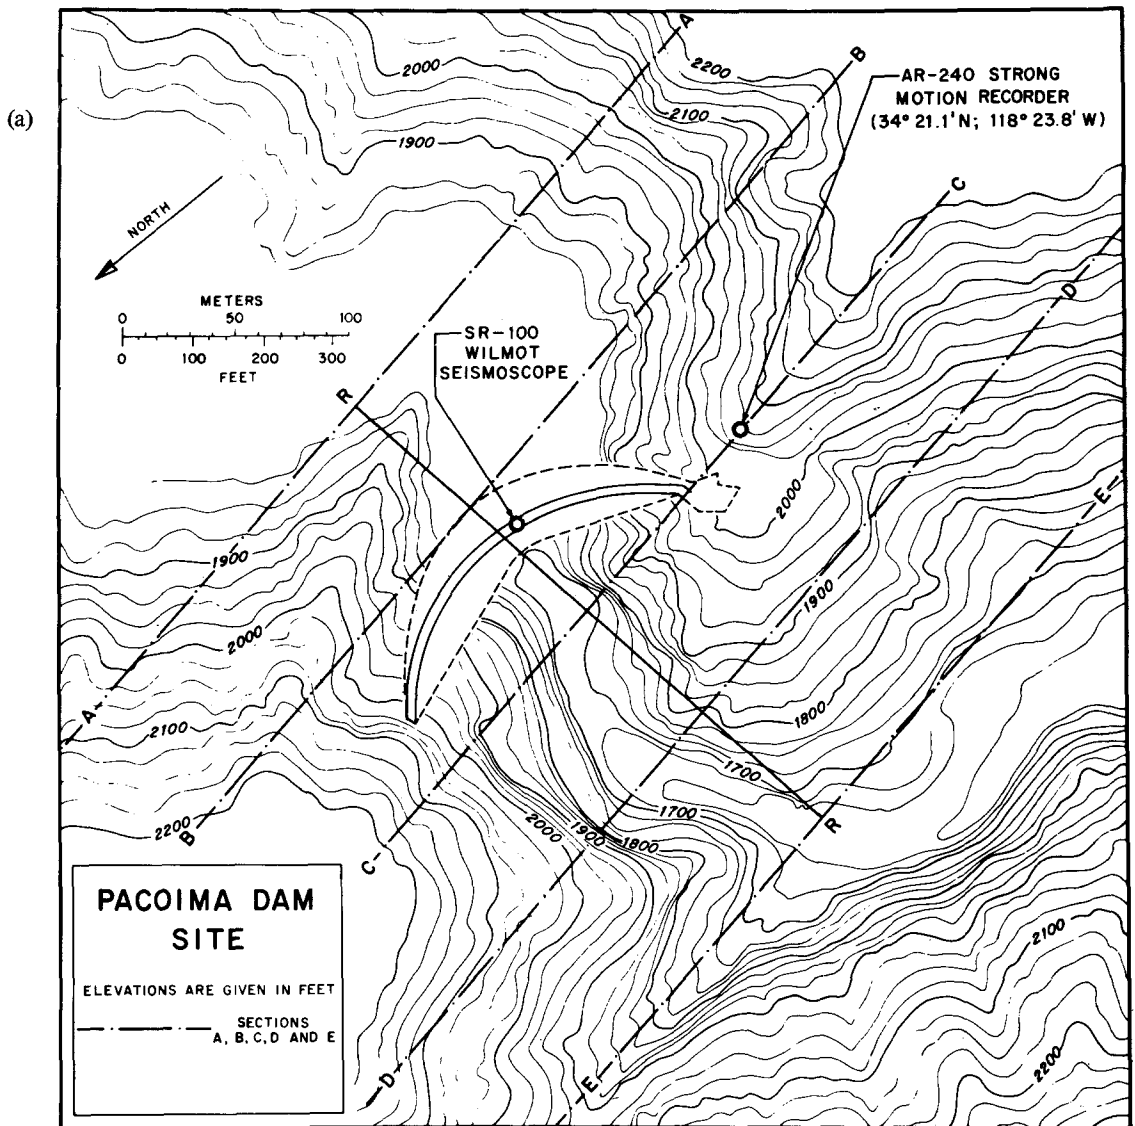 (a)
A
B
2000
2200
AR-240 STRONG
MOTION RECORDER
(34° 21.1' N; 118° 23.8' W)
2100
1900
C
NORTH
D
METERS
0 50 100
0 100 200 300
FEET
SR-100
WILMOT
SEISMOSCOPE
R
E
2000
1900
1900
2000
1800
A
2100
1700
1700
R
2200
B
2000
1900
1800
C
PACOIMA DAM
SITE
ELEVATIONS ARE GIVEN IN FEET
SECTIONS
A, B, C, D AND E
2100
2200
D
E